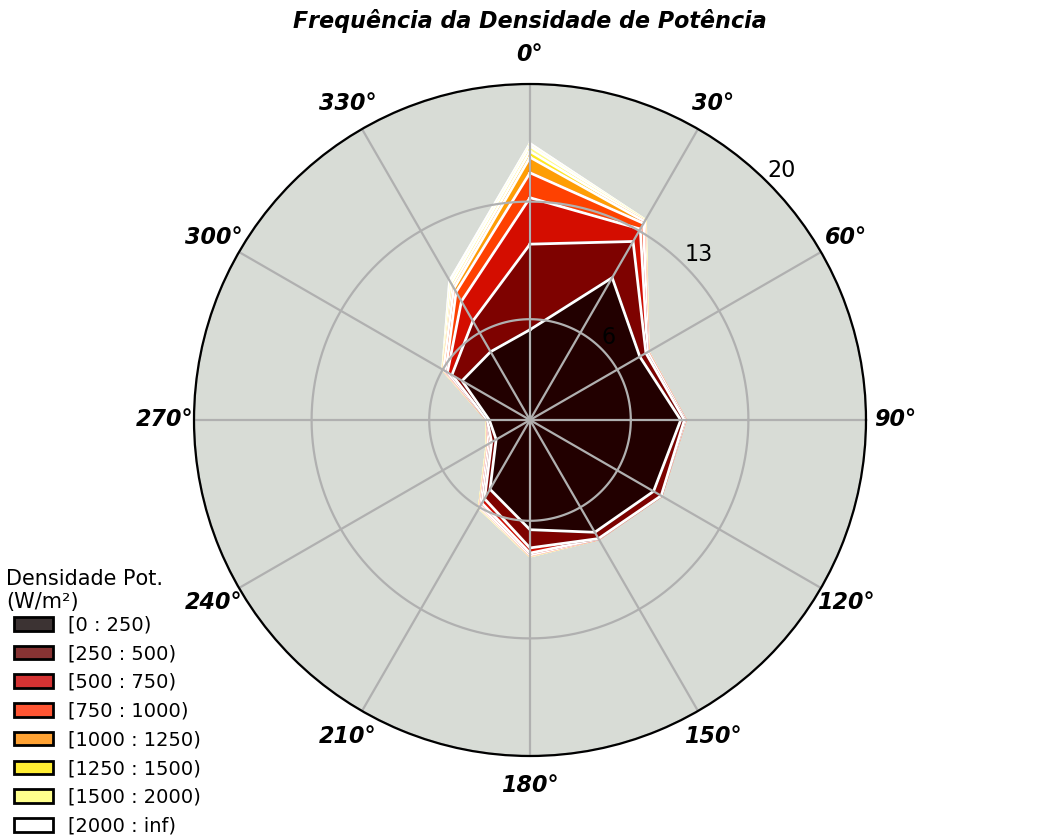 Frequência da Densidade de Potência
0°
330°
30°
20
300°
60°
13
6
270°
90°
240°
120°
210°
150°
180°
Densidade Pot.
(W/m²)
[0 : 250)
[250 : 500)
[500 : 750)
[750 : 1000)
[1000 : 1250)
[1250 : 1500)
[1500 : 2000)
[2000 : inf)